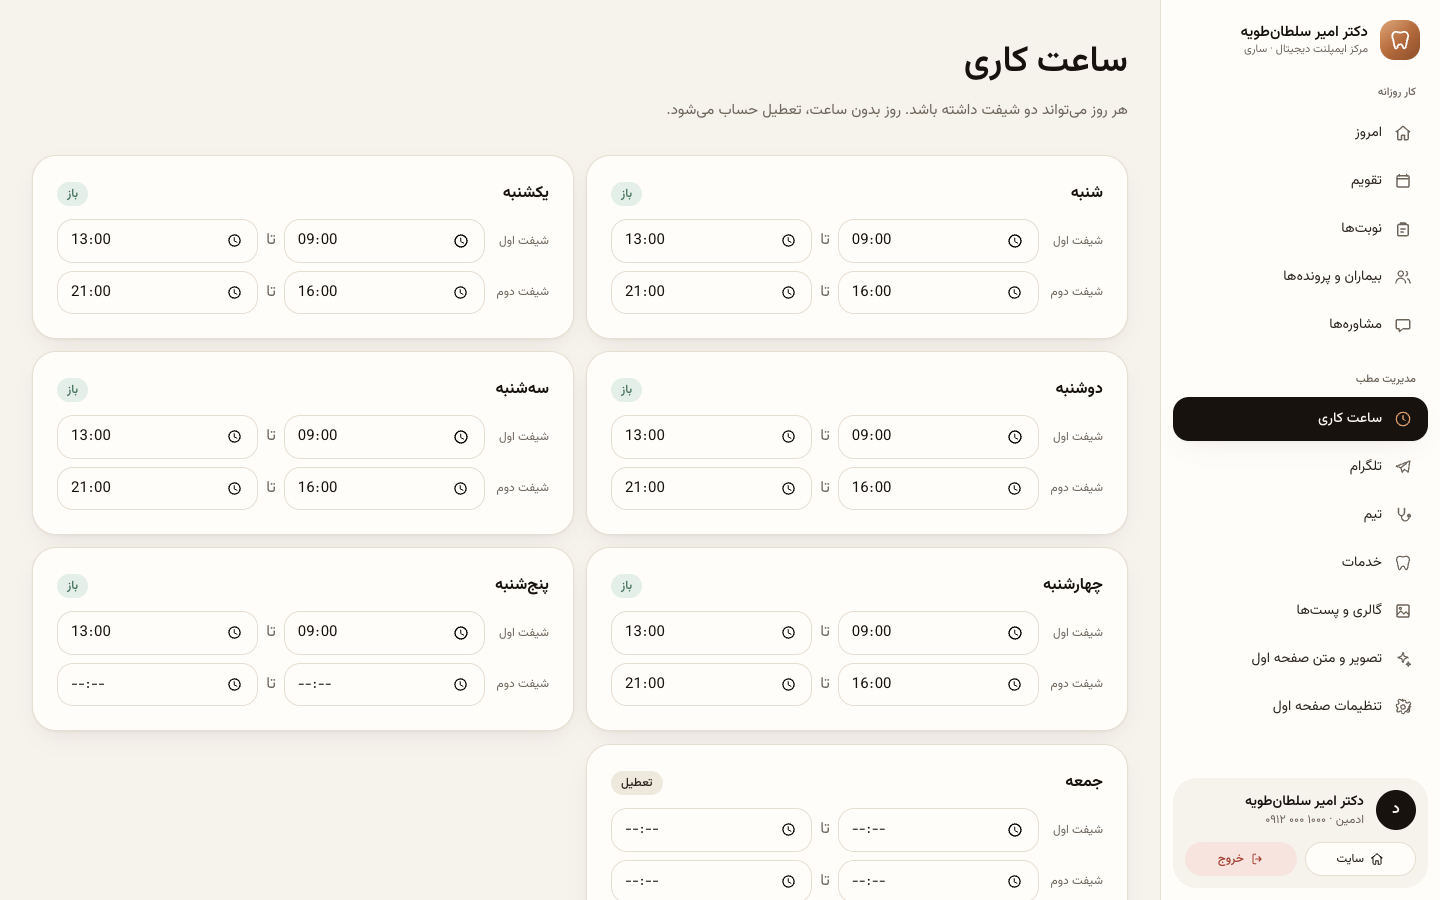 دکتر امیر سلطان‌طویه
مرکز ایمپلنت دیجیتال · ساری
کار روزانه
امروز
تقویم
نوبت‌ها
بیماران و پرونده‌ها
مشاوره‌ها
مدیریت مطب
ساعت کاری
تلگرام
تیم
خدمات
گالری و پست‌ها
تصویر و متن صفحه اول
تنظیمات صفحه اول
د
دکتر امیر سلطان‌طویه
ادمین · ۰۹۱۲ ۰۰۰ ۱۰۰۰
سایت
خروج
ساعت کاری
هر روز می‌تواند دو شیفت داشته باشد. روز بدون ساعت، تعطیل حساب می‌شود.
شنبه
باز
شیفت اول 09:00 تا 13:00
شیفت دوم 16:00 تا 21:00
یکشنبه
باز
شیفت اول 09:00 تا 13:00
شیفت دوم 16:00 تا 21:00
دوشنبه
باز
شیفت اول 09:00 تا 13:00
شیفت دوم 16:00 تا 21:00
سه‌شنبه
باز
شیفت اول 09:00 تا 13:00
شیفت دوم 16:00 تا 21:00
چهارشنبه
باز
شیفت اول 09:00 تا 13:00
شیفت دوم 16:00 تا 21:00
پنج‌شنبه
باز
شیفت اول 09:00 تا 13:00
شیفت دوم --:-- تا --:--
جمعه
تعطیل
شیفت اول --:-- تا --:--
شیفت دوم --:-- تا --:--